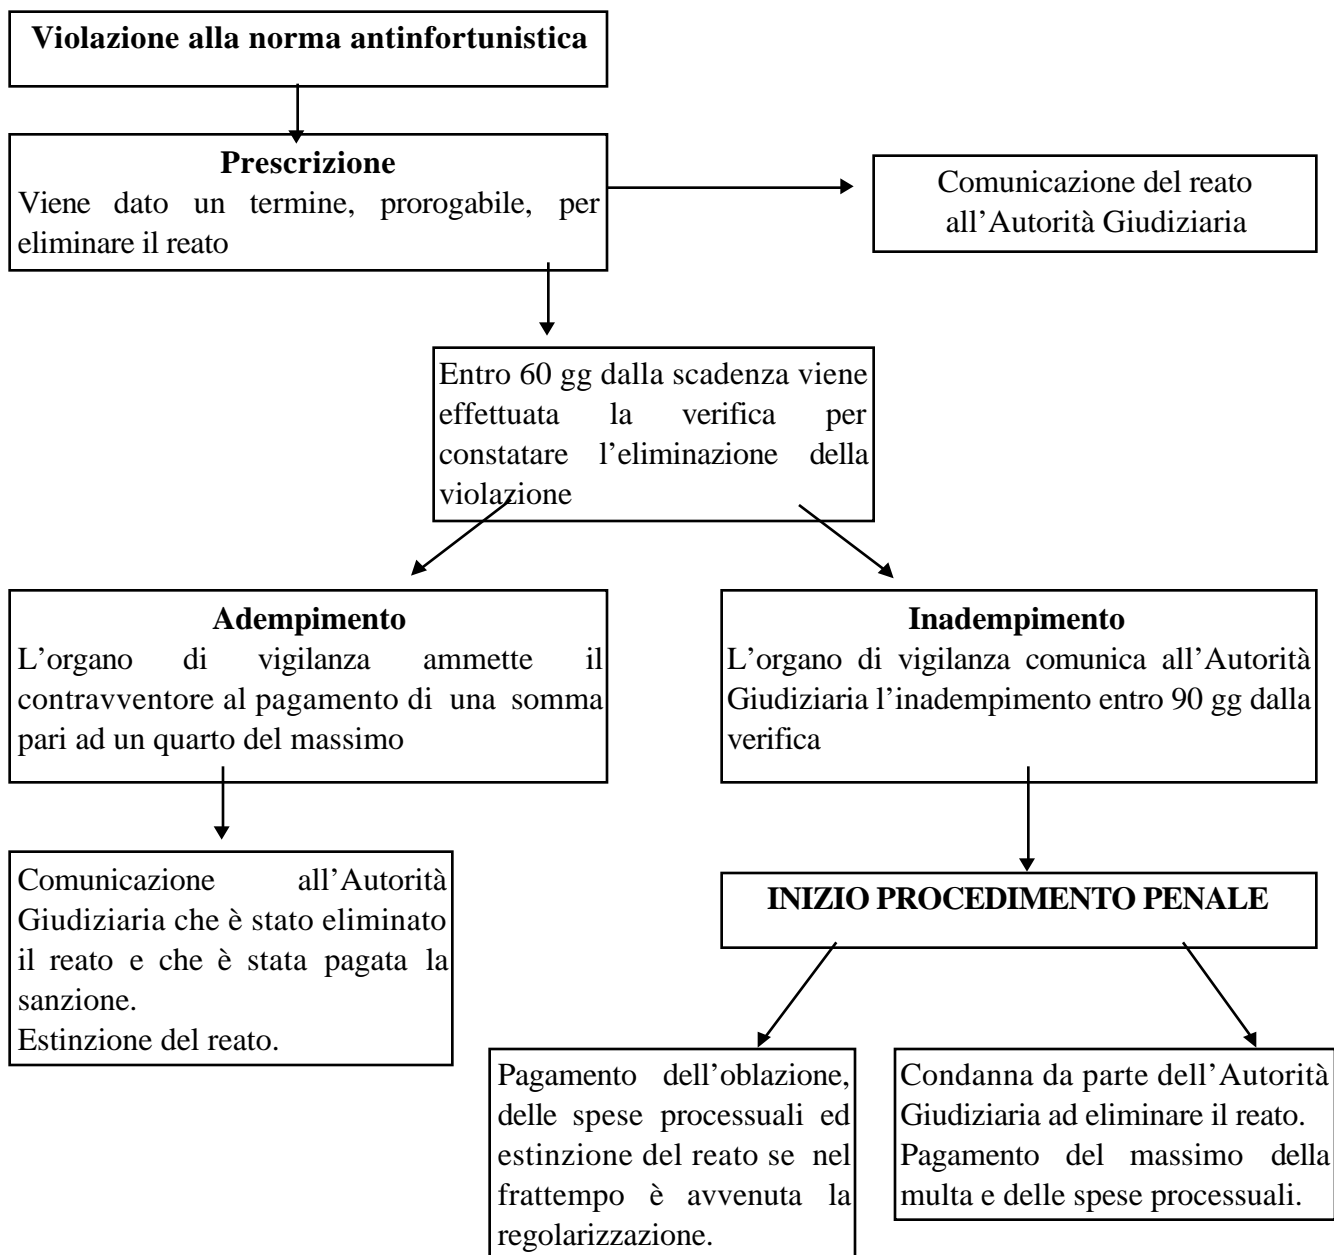 Violazione alla norma antinfortunistica
Prescrizione
Viene dato un termine, prorogabile, per
eliminare il reato
Comunicazione del reato
all’Autorità Giudiziaria
Entro 60 gg dalla scadenza viene
effettuata la verifica per
constatare l’eliminazione della
violazione
Adempimento
L’organo di vigilanza ammette il
contravventore al pagamento di una somma
pari ad un quarto del massimo
Inadempimento
L’organo di vigilanza comunica all’Autorità
Giudiziaria l’inadempimento entro 90 gg dalla
verifica
Comunicazione all’Autorità
Giudiziaria che è stato eliminato
il reato e che è stata pagata la
sanzione.
Estinzione del reato.
INIZIO PROCEDIMENTO PENALE
Pagamento dell’oblazione,
delle spese processuali ed
estinzione del reato se nel
frattempo è avvenuta la
regolarizzazione.
Condanna da parte dell’Autorità
Giudiziaria ad eliminare il reato.
Pagamento del massimo della
multa e delle spese processuali.